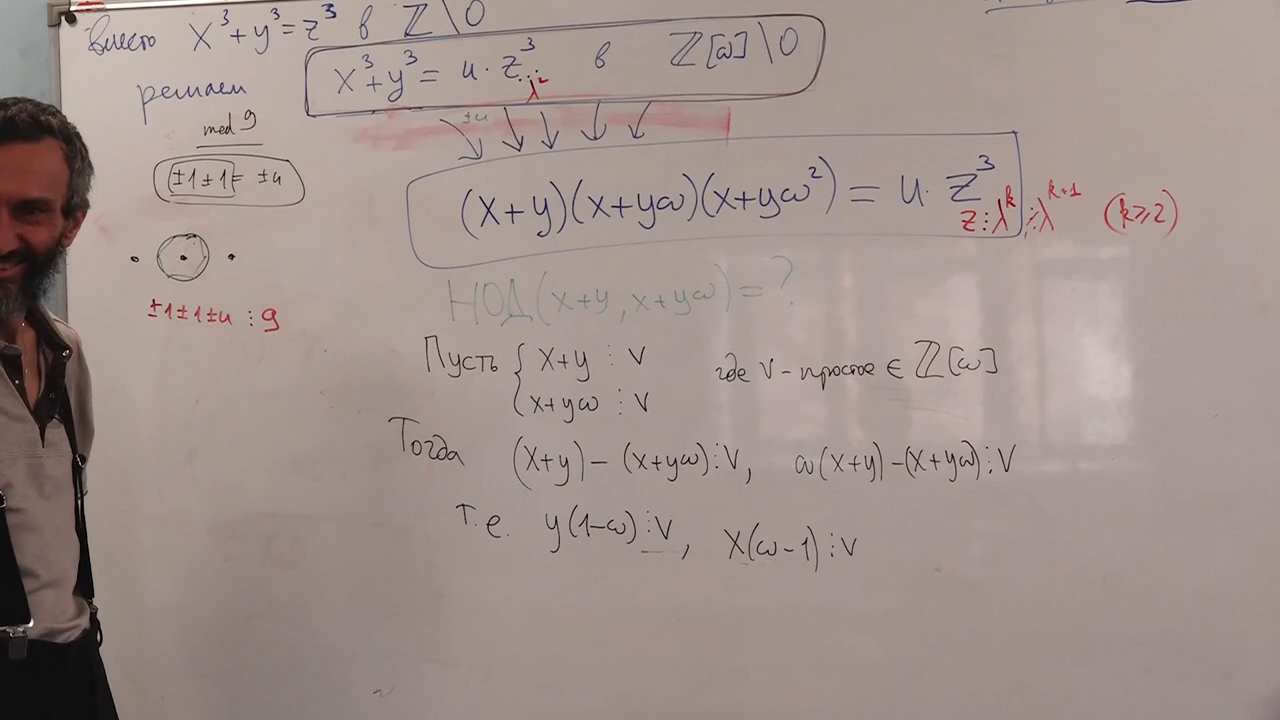 вместо x³+y³=z³ в ℤ\0
решаем x³+y³ = u·z³ в ℤ[ω]\0
⋮λ²
±u
mod 9
(±1±1)= ±u
±1±1±u ⋮ 9
(x+y)(x+yω)(x+yω²) = u·z³
z⋮λᵏ ⋮̸λᵏ⁺¹ (k⩾2)
НОД(x+y, x+yω)=?
Пусть { x+y ⋮ v
x+yω ⋮ v
где v-простое ∈ ℤ[ω]
Тогда (x+y)-(x+yω)⋮v, ω(x+y)-(x+yω)⋮v
т.е. y(1-ω)⋮v, x(ω-1)⋮v